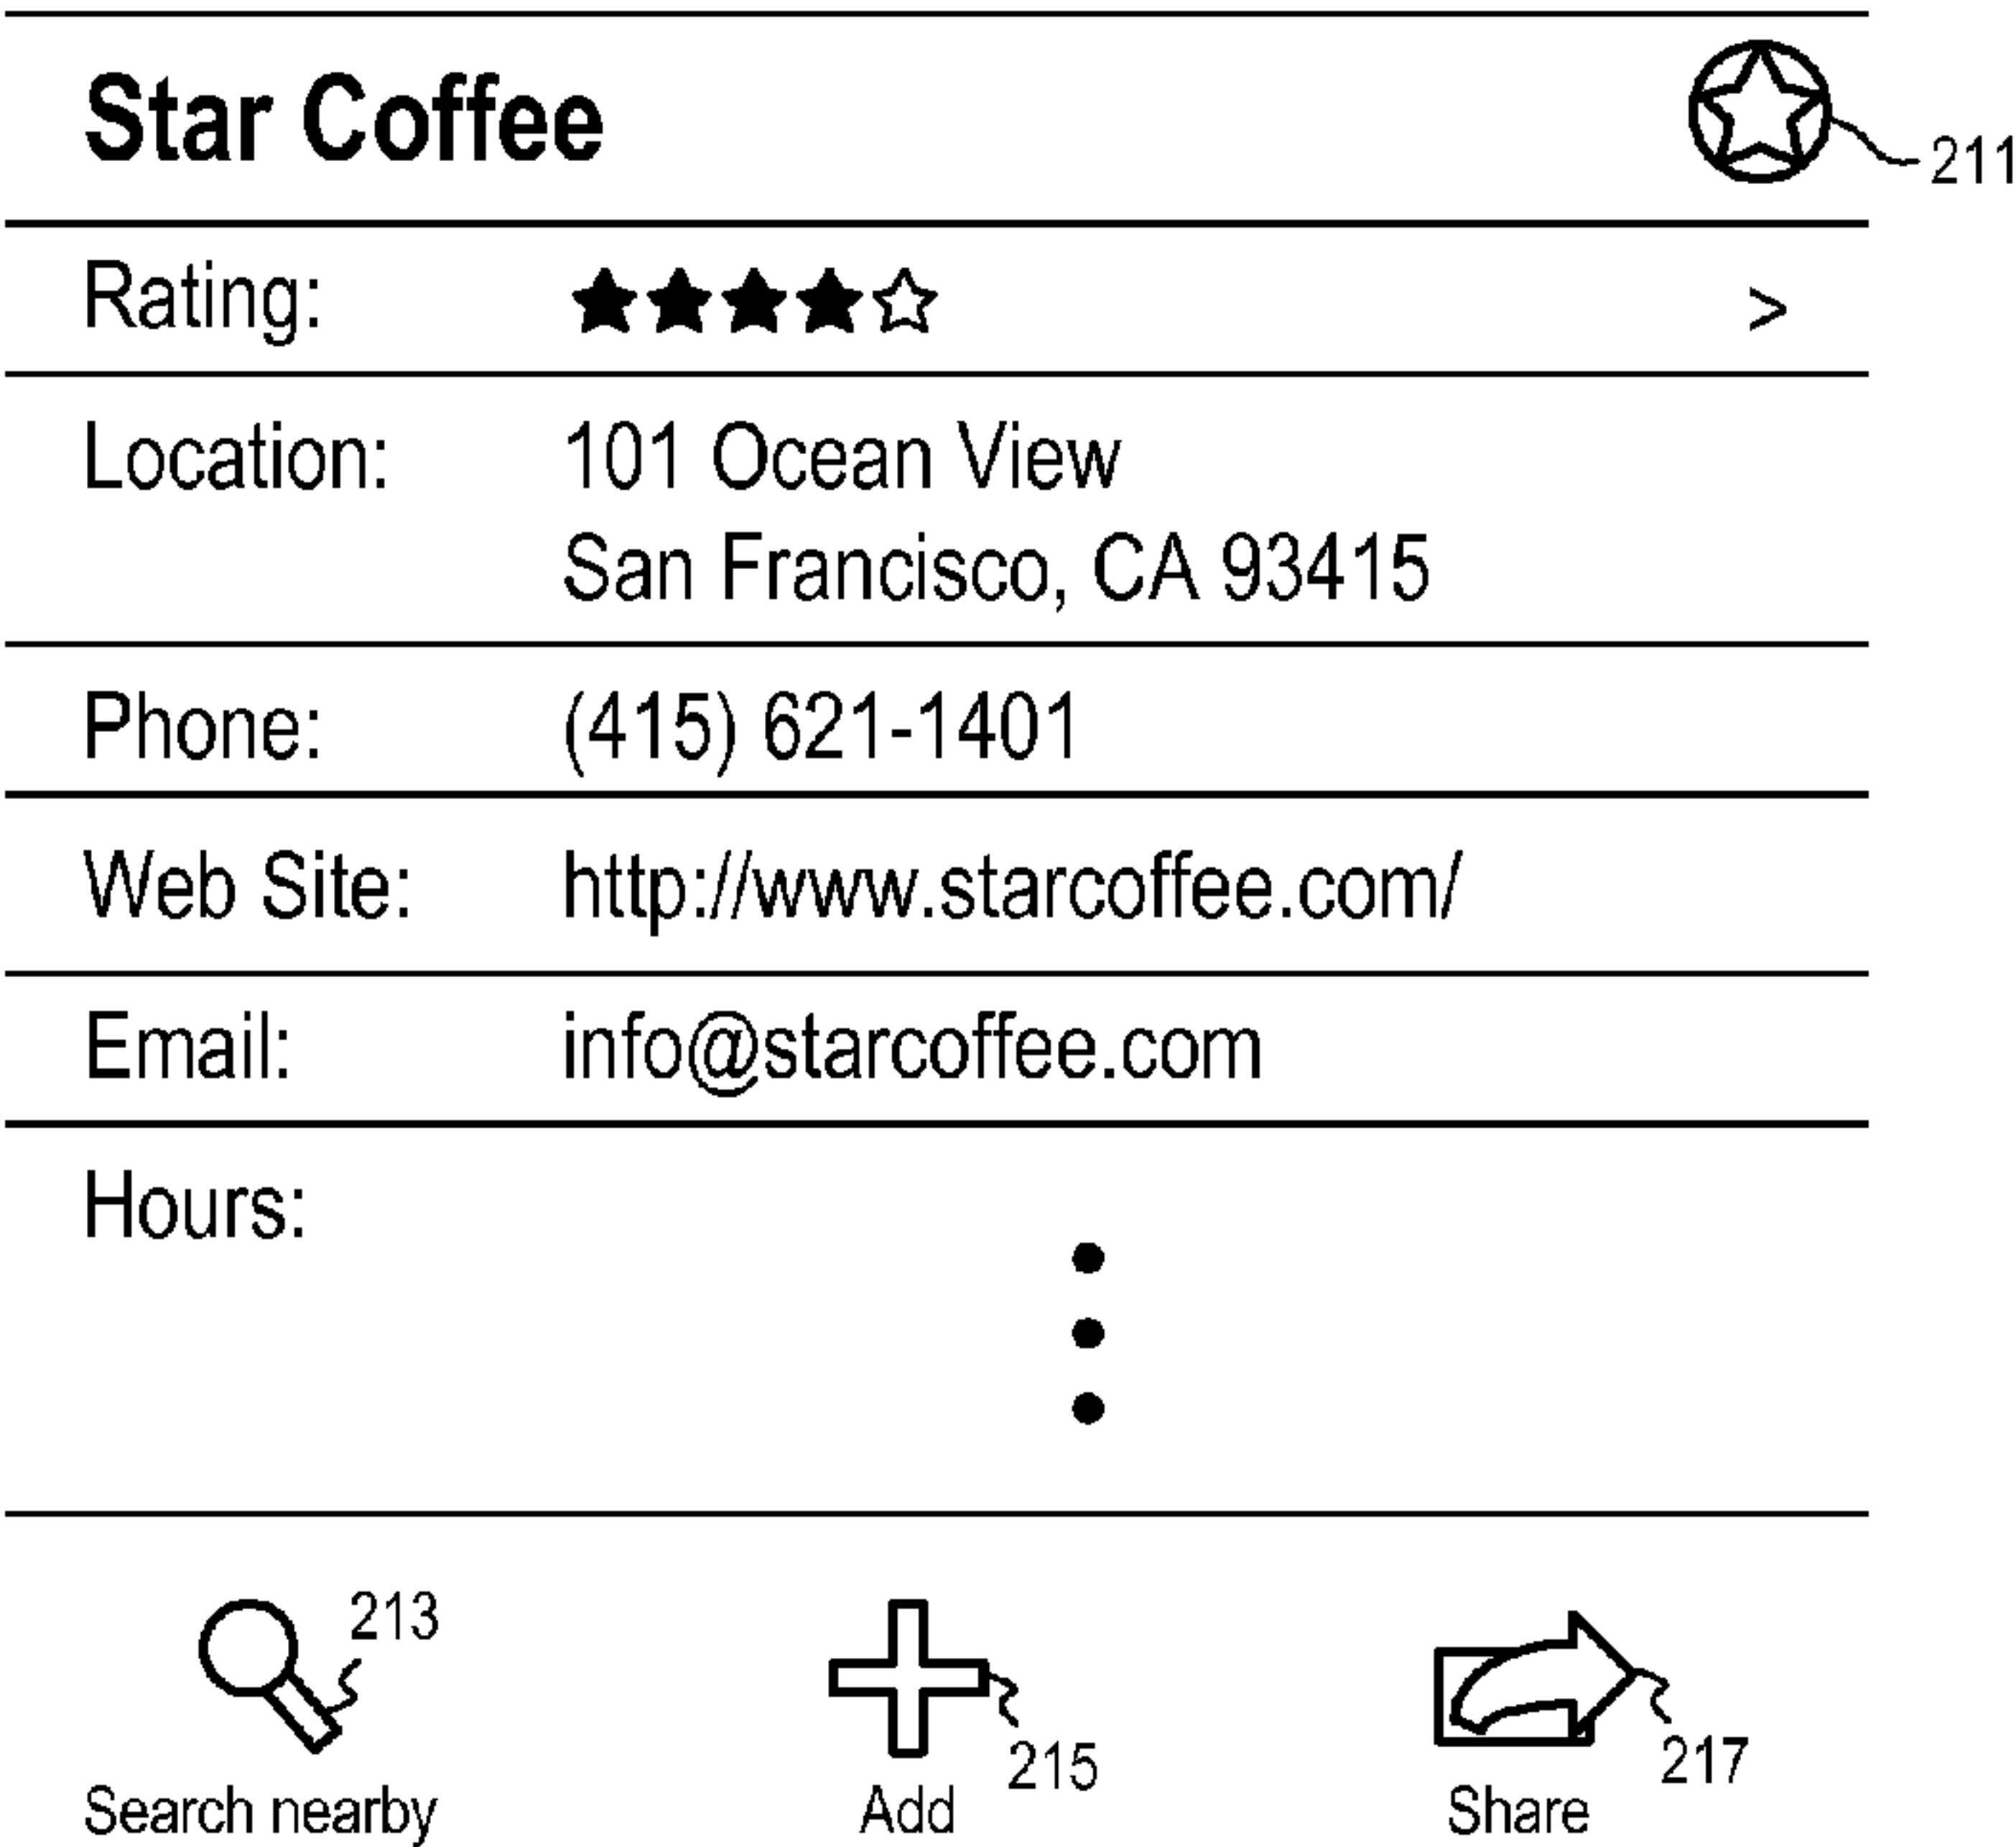 Star Coffee
211
Rating: ★★★★☆ >
Location: 101 Ocean View
San Francisco, CA 93415
Phone: (415) 621-1401
Web Site: http://www.starcoffee.com/
Email: info@starcoffee.com
Hours:
213
215
217
Search nearby Add Share